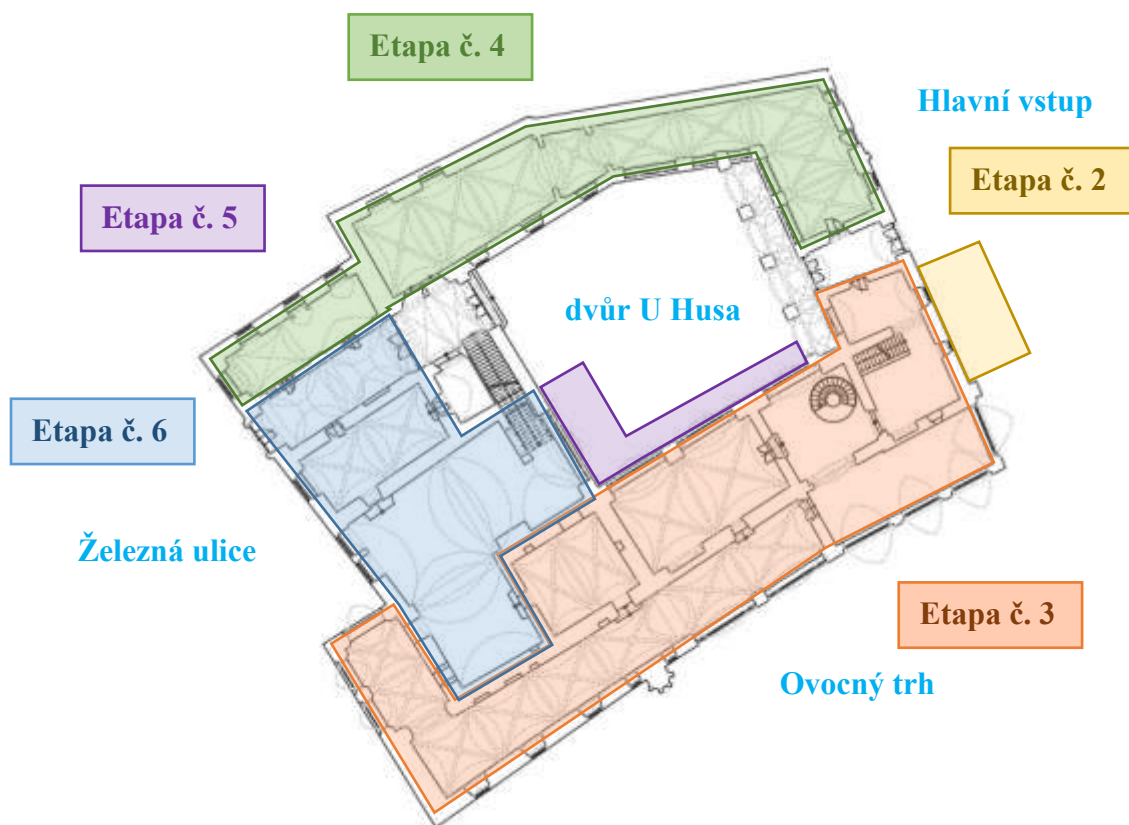 Etapa č. 4
Hlavní vstup
Etapa č. 2
Etapa č. 5
dvůr U Husa
Etapa č. 6
Železná ulice
Etapa č. 3
Ovocný trh